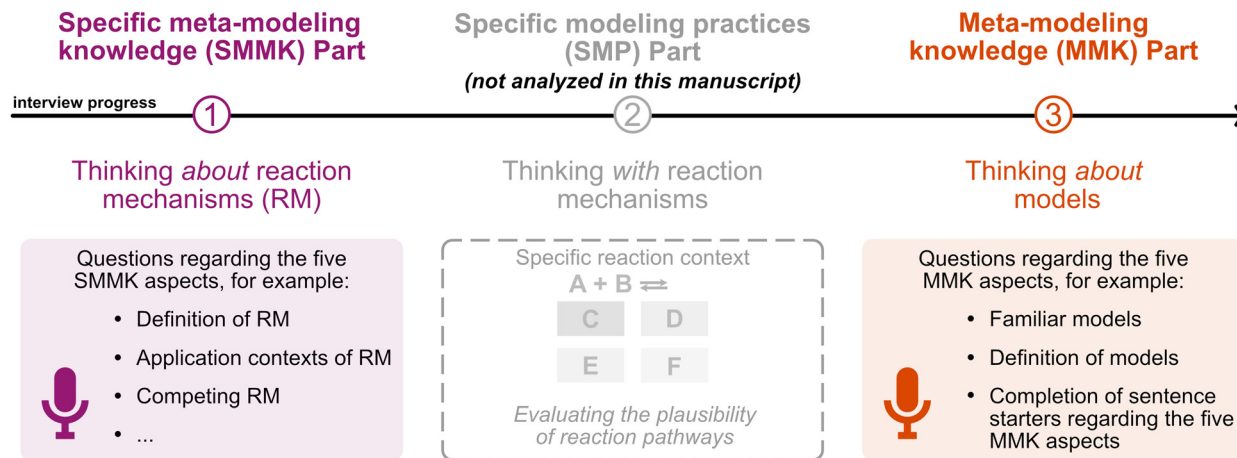 Specific meta-modeling
knowledge (SMMK) Part
Specific modeling practices
(SMP) Part
(not analyzed in this manuscript)
Meta-modeling
knowledge (MMK) Part
interview progress
1
2
3
Thinking about reaction
mechanisms (RM)
Thinking with reaction
mechanisms
Thinking about
models
Questions regarding the five
SMMK aspects, for example:
• Definition of RM
• Application contexts of RM
• Competing RM
• ...
Specific reaction context
A + B ⇌
C
D
E
F
Evaluating the plausibility
of reaction pathways
Questions regarding the five
MMK aspects, for example:
• Familiar models
• Definition of models
• Completion of sentence
starters regarding the five
MMK aspects